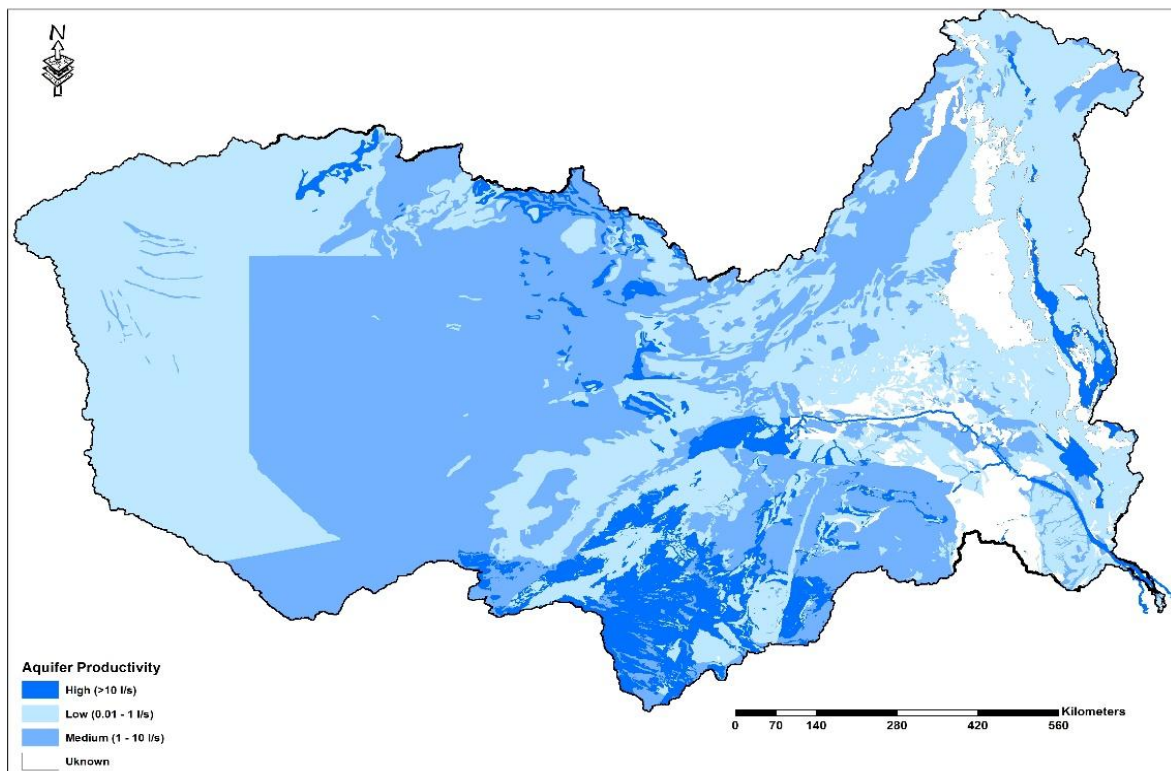 N
Aquifer Productivity
High (>10 l/s)
Low (0.01 - 1 l/s)
Medium (1 - 10 l/s)
Uknown
Kilometers
0 70 140 280 420 560